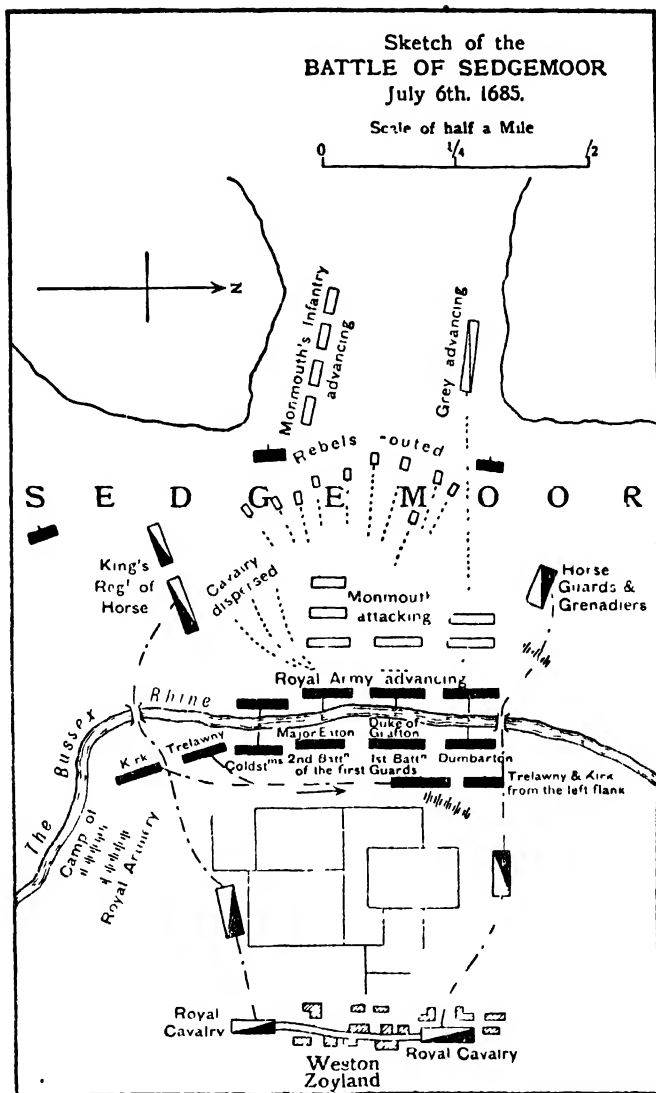 Sketch of the
BATTLE OF SEDGEMOOR
July 6th. 1685.
Scale of half a Mile
0 1/4 1/2
N
Monmouth's Infantry
advancing
Grey advancing
Rebels routed
SEDGEMOOR
King's
Regt of
Horse
Cavalry
dispersed
Monmouth
attacking
Horse
Guards &
Grenadiers
Royal Army advancing
The Bussex Rhine
Kirk
Trelawny
Coldstms
Major Eaton
2nd Battn
of the first Guards
Duke of
Grafton
1st Battn
Dumbarton
Trelawny & Kirk
from the left flank
Camp of
Royal Artillery
Royal
Cavalry
Royal Cavalry
Weston
Zoyland